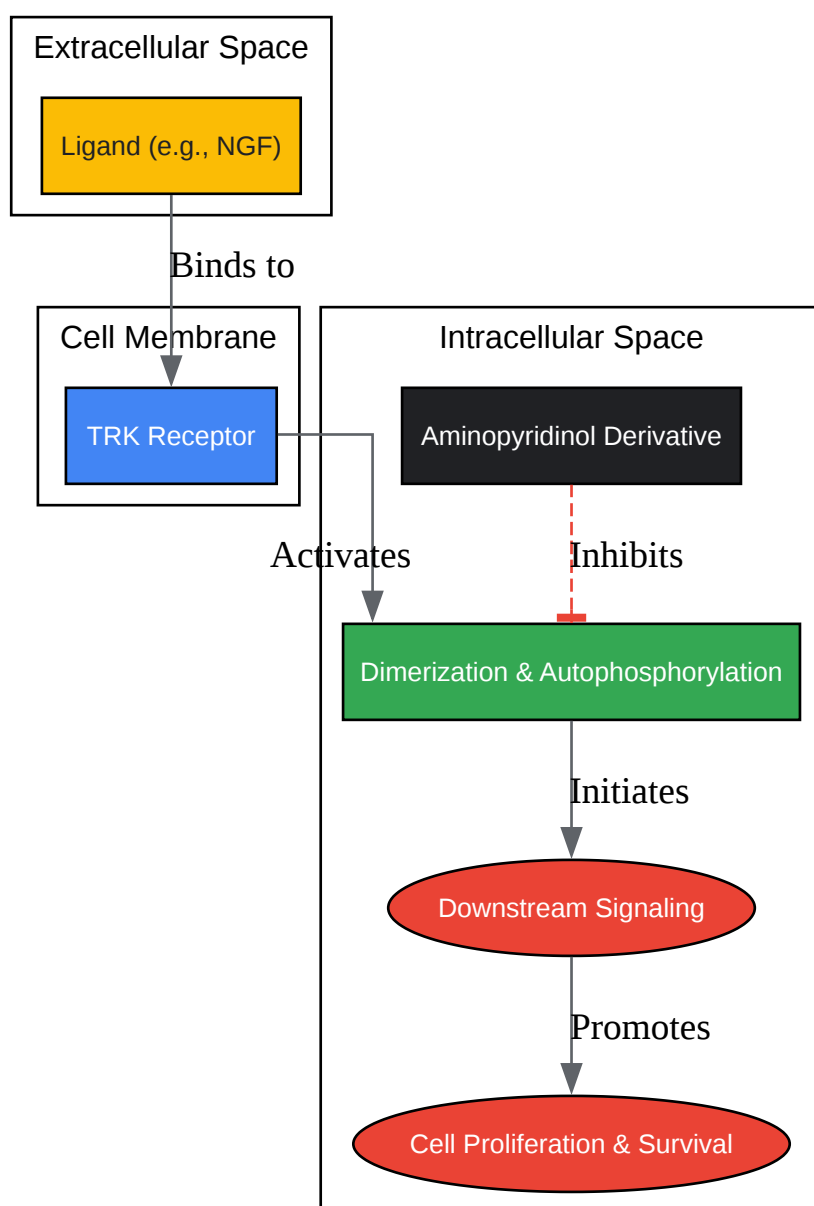 Extracellular Space
Ligand (e.g., NGF)
Binds to
Cell Membrane
TRK Receptor
Intracellular Space
Aminopyridinol Derivative
Activates
Inhibits
Dimerization & Autophosphorylation
Initiates
Downstream Signaling
Promotes
Cell Proliferation & Survival